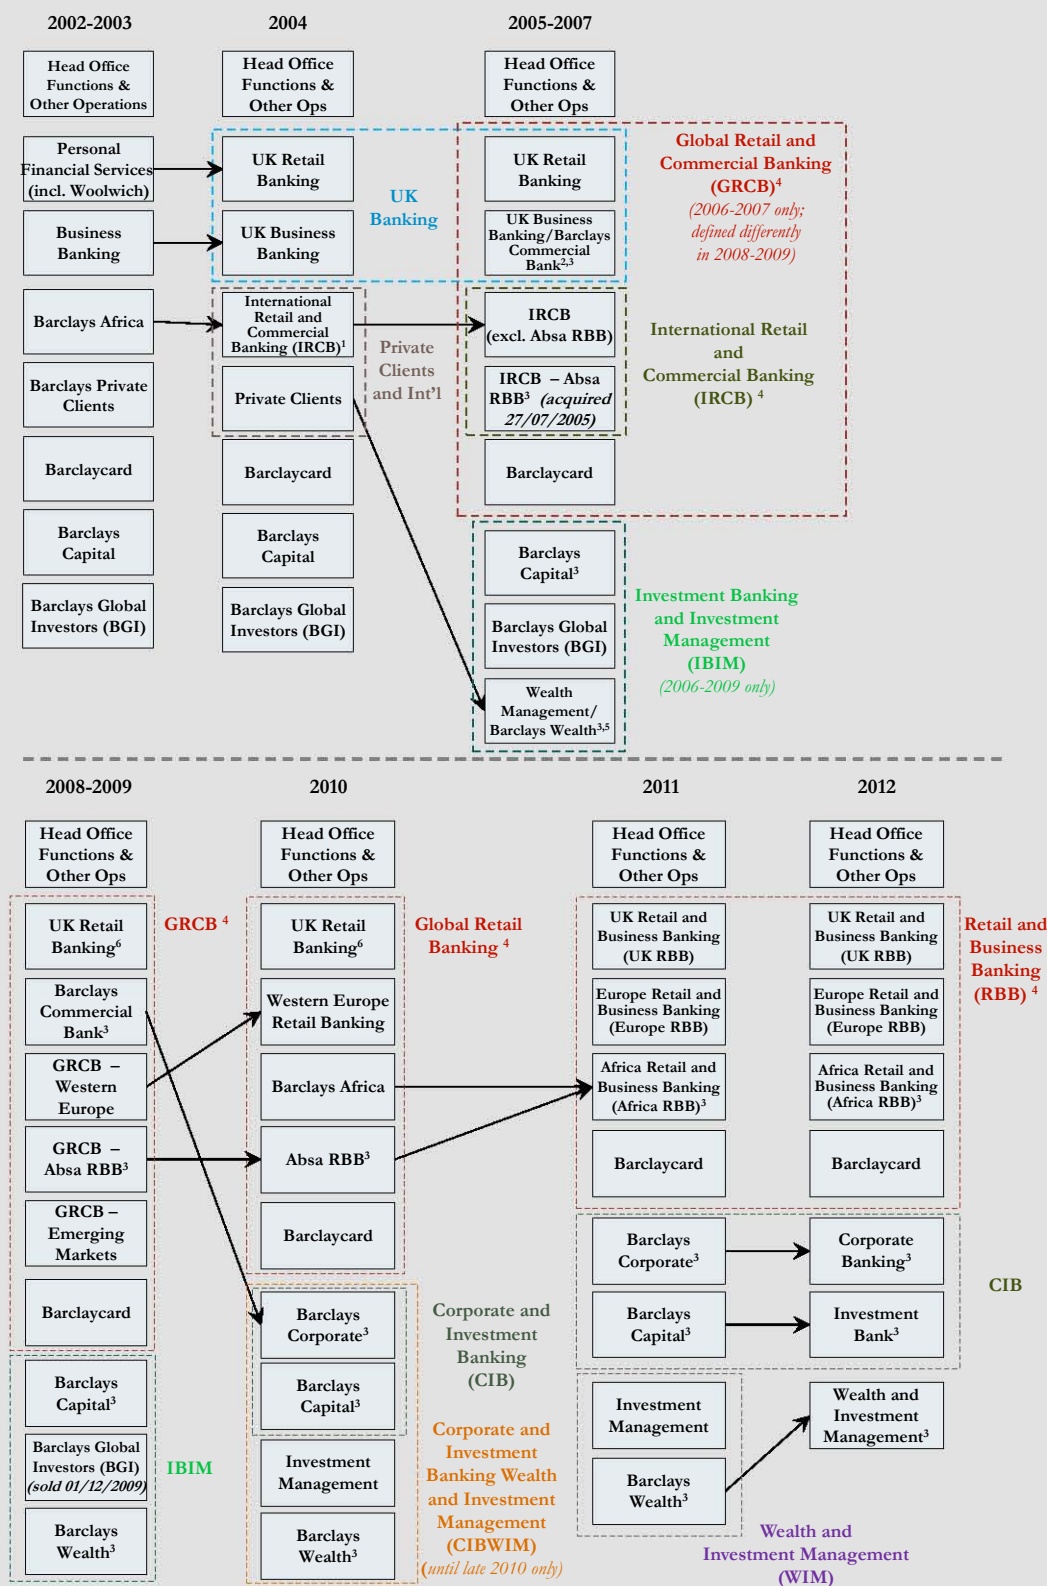 2002-2003
2004
2005-2007
Head Office
Functions &
Other Operations
Head Office
Functions &
Other Ops
Head Office
Functions &
Other Ops
Personal
Financial Services
(incl. Woolwich)
UK Retail
Banking
UK Retail
Banking
Business
Banking
UK Business
Banking
UK Business
Banking/Barclays
Commercial
Bank2,3
UK
Banking
Global Retail and
Commercial Banking
(GRCB)4
(2006-2007 only;
defined differently
in 2008-2009)
Barclays Africa
International
Retail and
Commercial
Banking (IRCB)1
IRCB
(excl. Absa RBB)
Barclays Private
Clients
Private Clients
Private
Clients
and Int'l
IRCB – Absa
RBB3 (acquired
27/07/2005)
International Retail
and
Commercial Banking
(IRCB) 4
Barclaycard
Barclaycard
Barclaycard
Barclays
Capital
Barclays
Capital
Barclays
Capital3
Barclays Global
Investors (BGI)
Barclays Global
Investors (BGI)
Barclays Global
Investors (BGI)
Wealth
Management/
Barclays Wealth3,5
Investment Banking
and Investment
Management
(IBIM)
(2006-2009 only)
2008-2009
2010
2011
2012
Head Office
Functions &
Other Ops
Head Office
Functions &
Other Ops
Head Office
Functions &
Other Ops
Head Office
Functions &
Other Ops
UK Retail
Banking6
GRCB 4
UK Retail
Banking6
Global Retail
Banking 4
UK Retail and
Business Banking
(UK RBB)
UK Retail and
Business Banking
(UK RBB)
Retail and
Business
Banking
(RBB) 4
Barclays
Commercial
Bank3
Western Europe
Retail Banking
Europe Retail and
Business Banking
(Europe RBB)
Europe Retail and
Business Banking
(Europe RBB)
GRCB –
Western
Europe
Barclays Africa
Africa Retail and
Business Banking
(Africa RBB)3
Africa Retail and
Business Banking
(Africa RBB)3
GRCB –
Absa RBB3
Absa RBB3
Barclaycard
Barclaycard
GRCB –
Emerging
Markets
Barclaycard
Barclays
Corporate3
Corporate
Banking3
CIB
Barclaycard
Barclays
Corporate3
Corporate and
Investment
Banking
(CIB)
Barclays
Capital3
Investment
Bank3
Barclays
Capital3
Barclays
Capital3
Investment
Management
Wealth and
Investment
Management3
Barclays Global
Investors (BGI)
(sold 01/12/2009)
IBIM
Investment
Management
Corporate and
Investment
Banking Wealth
and Investment
Management
(CIBWIM)
(until late 2010 only)
Barclays
Wealth3
Barclays
Wealth3
Barclays
Wealth3
Wealth and
Investment Management
(WIM)